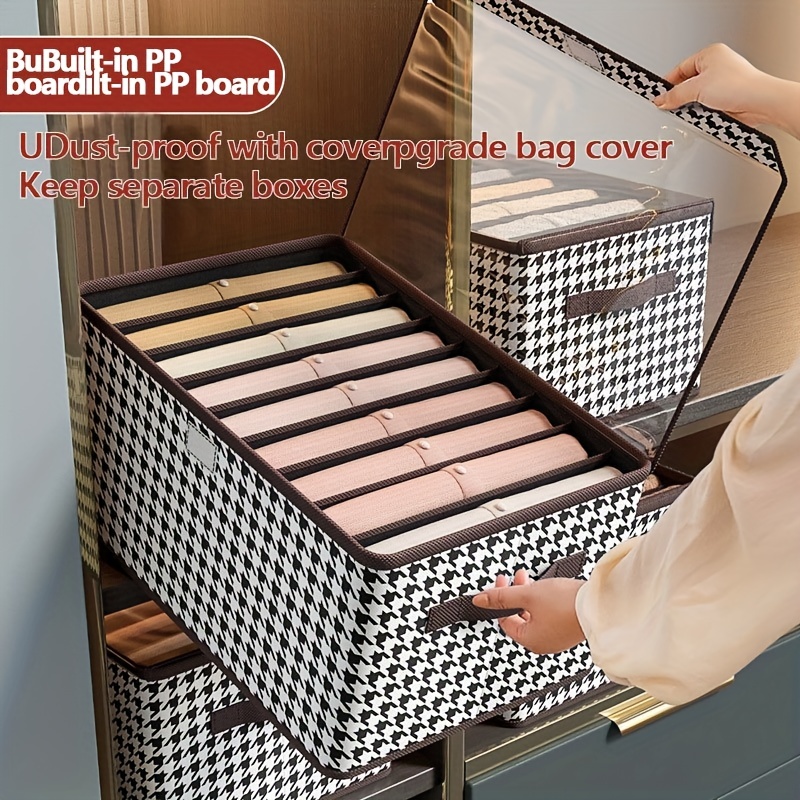 BuBuilt-in PP
boardilt-in PP board
UDust-proof with coverpgrade bag cover
Keep separate boxes